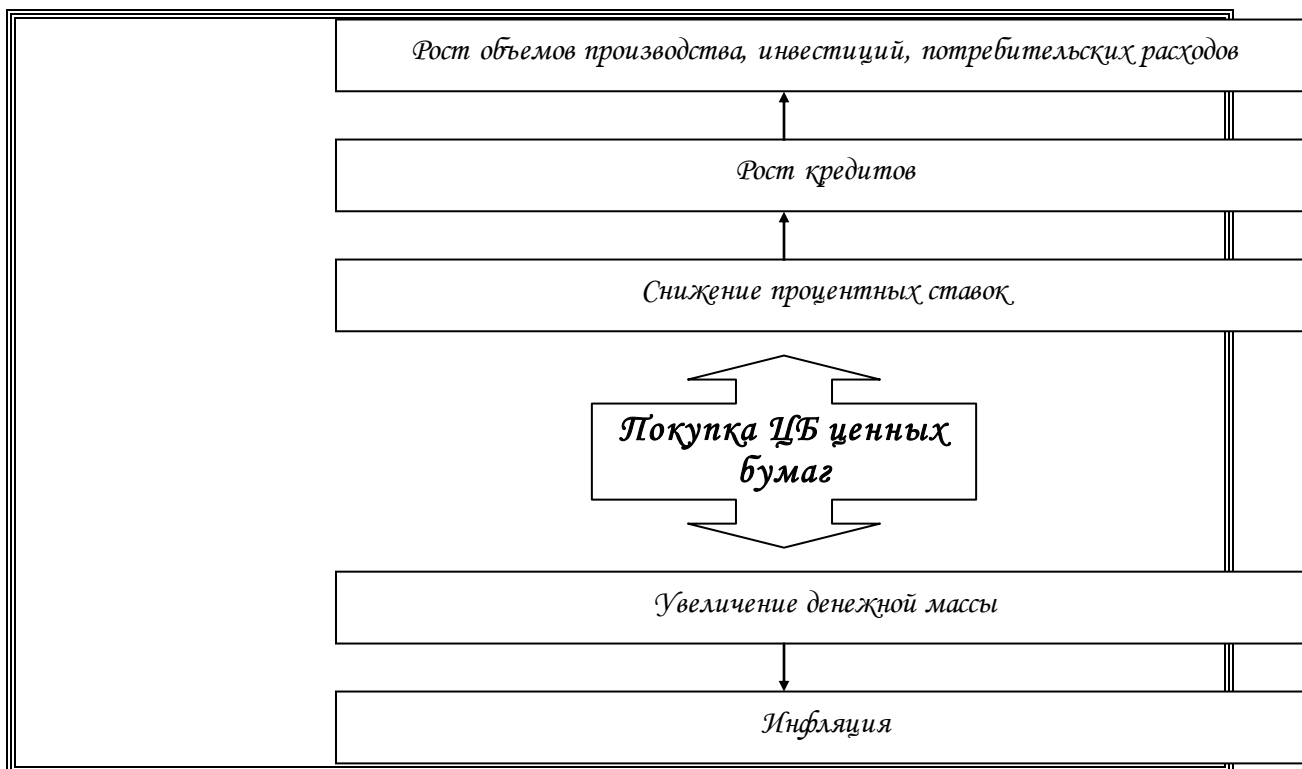 Рост объемов производства, инвестиций, потребительских расходов
Рост кредитов
Снижение процентных ставок
Покупка ЦБ ценных
бумаг
Увеличение денежной массы
Инфляция